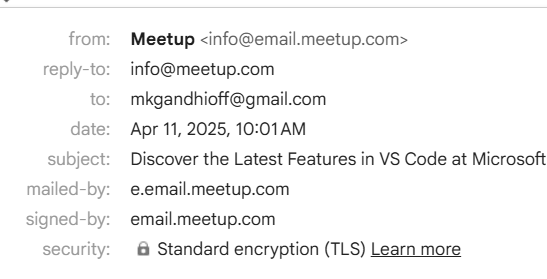 from: Meetup <info@email.meetup.com>
reply-to: info@meetup.com
to: mkgandhioff@gmail.com
date: Apr 11, 2025, 10:01 AM
subject: Discover the Latest Features in VS Code at Microsoft
mailed-by: e.email.meetup.com
signed-by: email.meetup.com
security: Standard encryption (TLS) Learn more